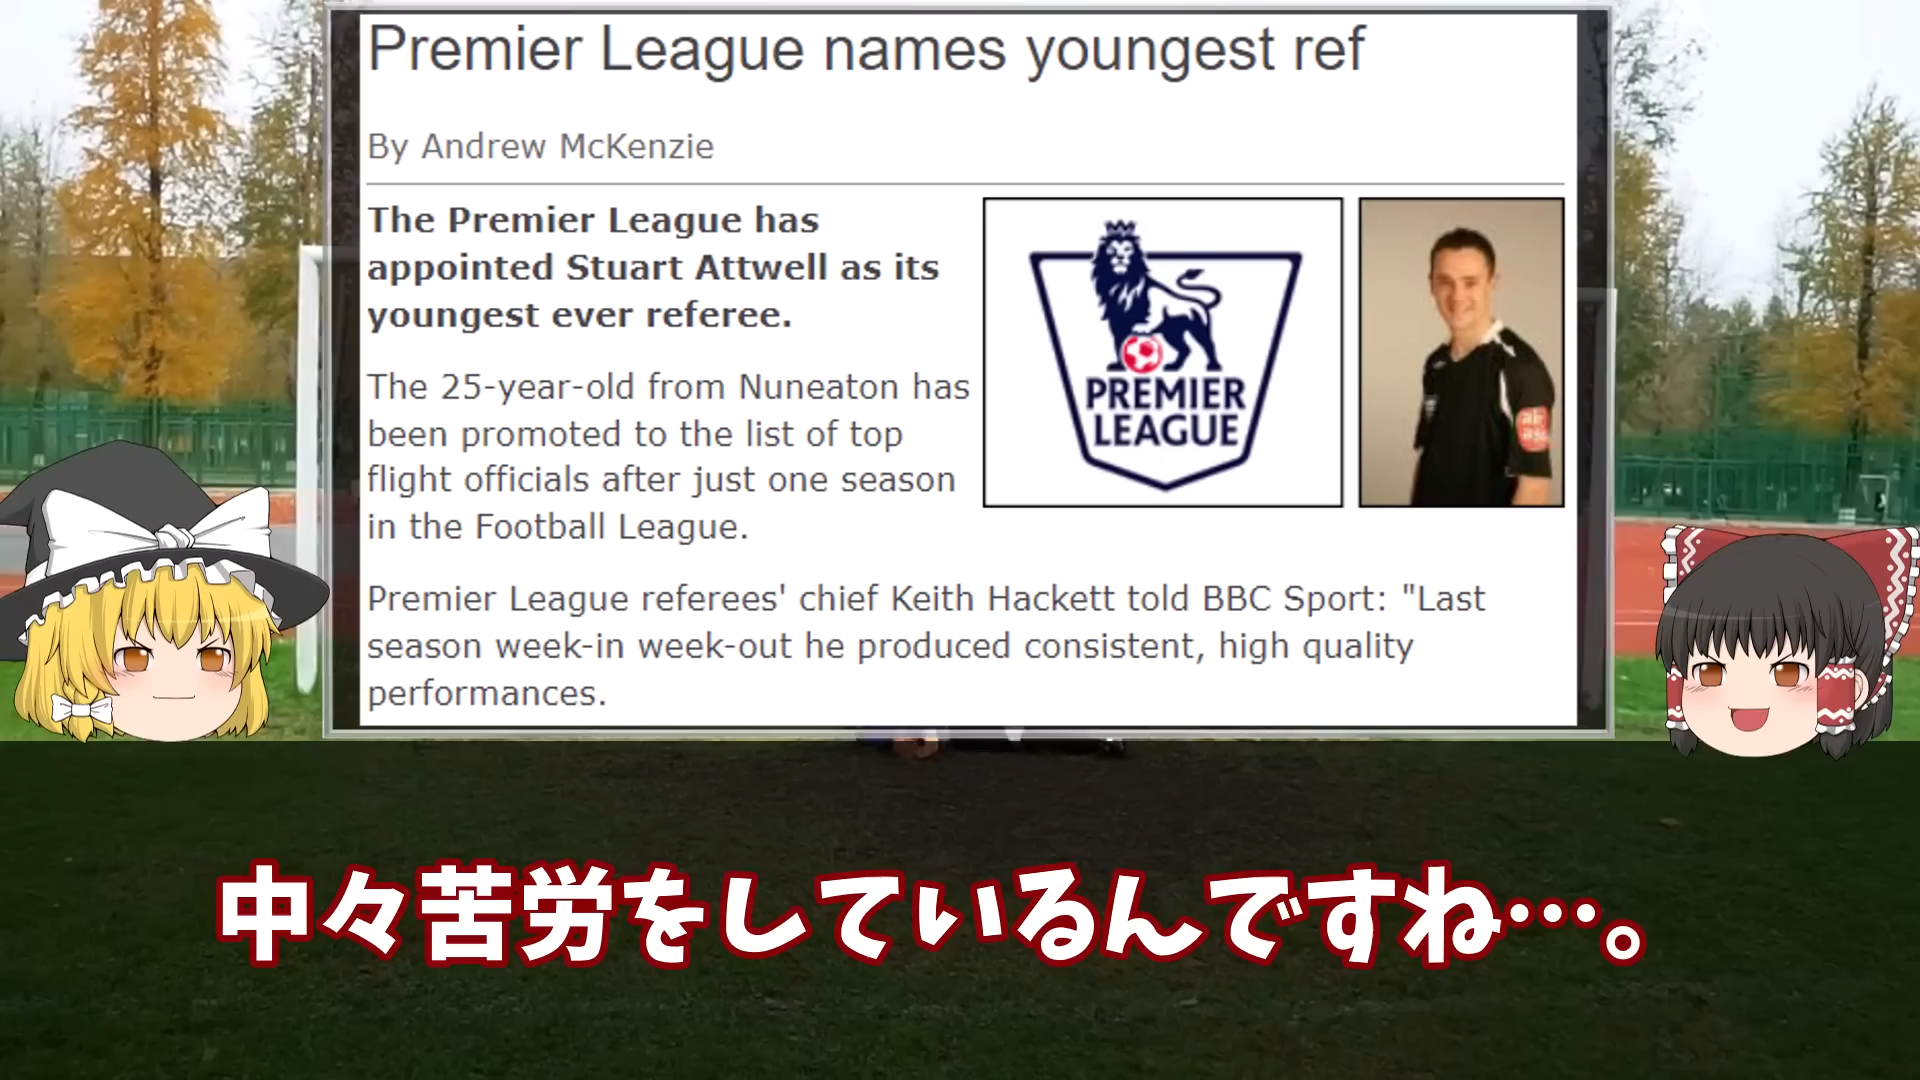 Premier League names youngest ref
By Andrew McKenzie
The Premier League has
appointed Stuart Attwell as its
youngest ever referee.
PREMIER
LEAGUE
The 25-year-old from Nuneaton has
been promoted to the list of top
flight officials after just one season
in the Football League.
Premier League referees' chief Keith Hackett told BBC Sport: "Last
season week-in week-out he produced consistent, high quality
performances.
中々苦労をしているんですね…。